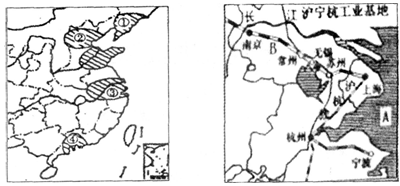 ①
②
③
④
长 江 沪宁杭工业基地
南京 B 无锡
常州 苏州
沪 上海
杭 A
杭州
宁波